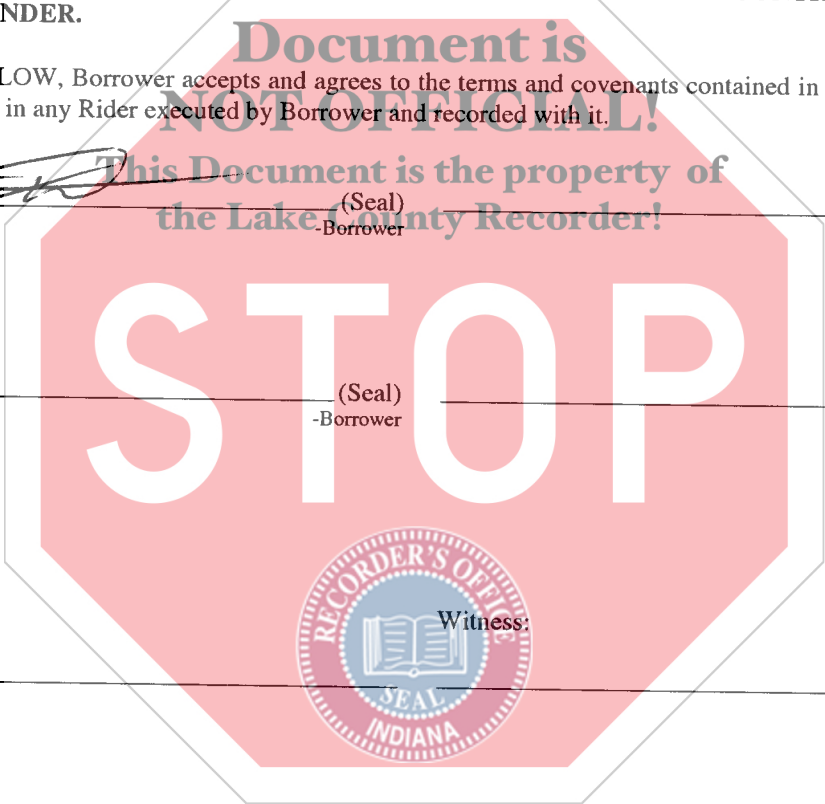 NDER.
Document is
LOW, Borrower accepts and agrees to the terms and covenants contained in
NOT OFFICIAL!
in any Rider executed by Borrower and recorded with it.
This Document is the property of
(Seal)
the Lake County Recorder!
-Borrower
STOP
(Seal)
-Borrower
RECORDER'S OFFICE
Witness:
SEAL
INDIANA